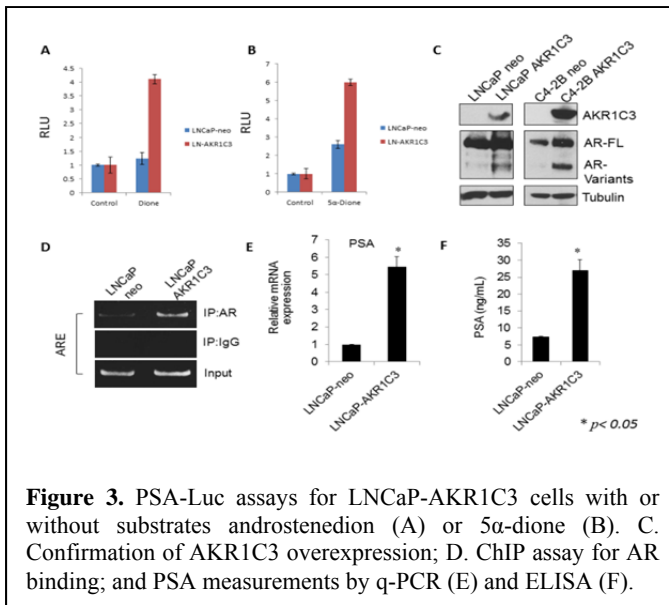 A
RLU
4.5
4
3.5
3
2.5
2
1.5
1
0.5
0
Control Dione
LNCaP-neo
LN-AKR1C3
B
RLU
7
6
5
4
3
2
1
0
Control 5α-Dione
LNCaP-neo
LN-AKR1C3
C
LNCaP neo
LNCaP AKR1C3
C4-2B neo
C4-2B AKR1C3
AKR1C3
AR-FL
AR-
Variants
Tubulin
D
LNCaP
neo
LNCaP
AKR1C3
ARE
IP:AR
IP:IgG
Input
E
PSA
Relative mRNA
expression
7
6
5
4
3
2
1
0
*
LNCaP-neo
LNCaP-AKR1C3
F
PSA (ng/mL)
35
30
25
20
15
10
5
0
*
LNCaP-neo
LNCaP-AKR1C3
* p< 0.05
Figure 3. PSA-Luc assays for LNCaP-AKR1C3 cells with or
without substrates androstenedion (A) or 5α-dione (B). C.
Confirmation of AKR1C3 overexpression; D. ChIP assay for AR
binding; and PSA measurements by q-PCR (E) and ELISA (F).